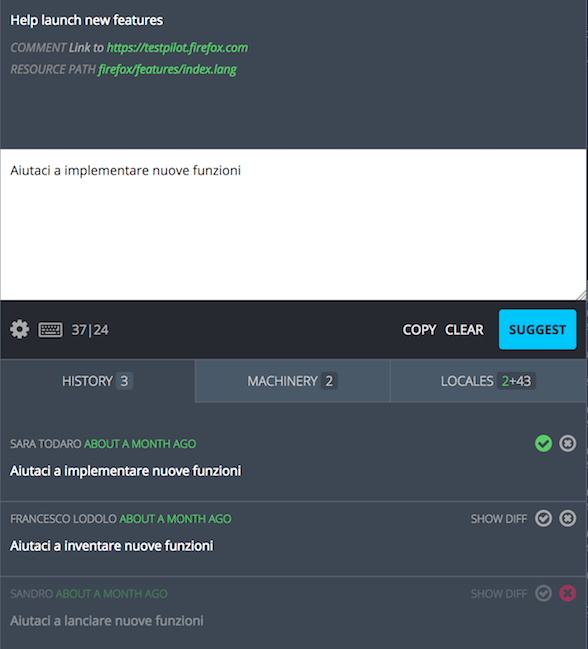 Help launch new features
COMMENT Link to https://testpilot.firefox.com
RESOURCE PATH firefox/features/index.lang
Aiutaci a implementare nuove funzioni
37|24 COPY CLEAR SUGGEST
HISTORY 3 MACHINERY 2 LOCALES 2+43
SARA TODARO ABOUT A MONTH AGO
Aiutaci a implementare nuove funzioni
FRANCESCO LODOLO ABOUT A MONTH AGO SHOW DIFF
Aiutaci a inventare nuove funzioni
SANDRO ABOUT A MONTH AGO SHOW DIFF
Aiutaci a lanciare nuove funzioni